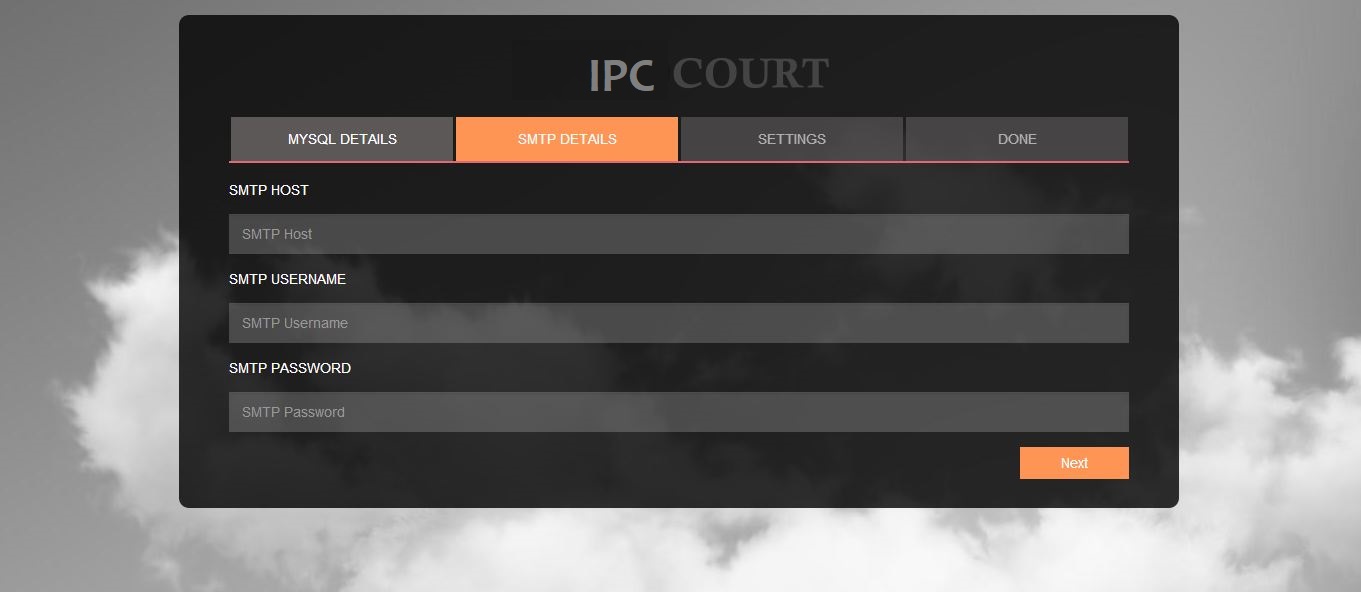 IPC COURT
MYSQL DETAILS SMTP DETAILS SETTINGS DONE
SMTP HOST
SMTP Host
SMTP USERNAME
SMTP Username
SMTP PASSWORD
SMTP Password
Next